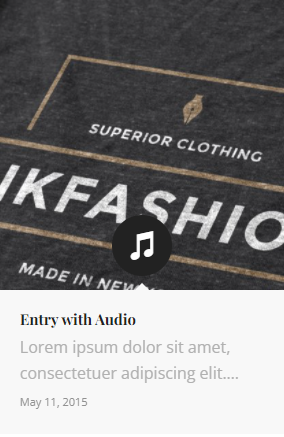 SUPERIOR CLOTHING
IKFASHIO
MADE IN NEW
Entry with Audio
Lorem ipsum dolor sit amet,
consectetuer adipiscing elit....
May 11, 2015